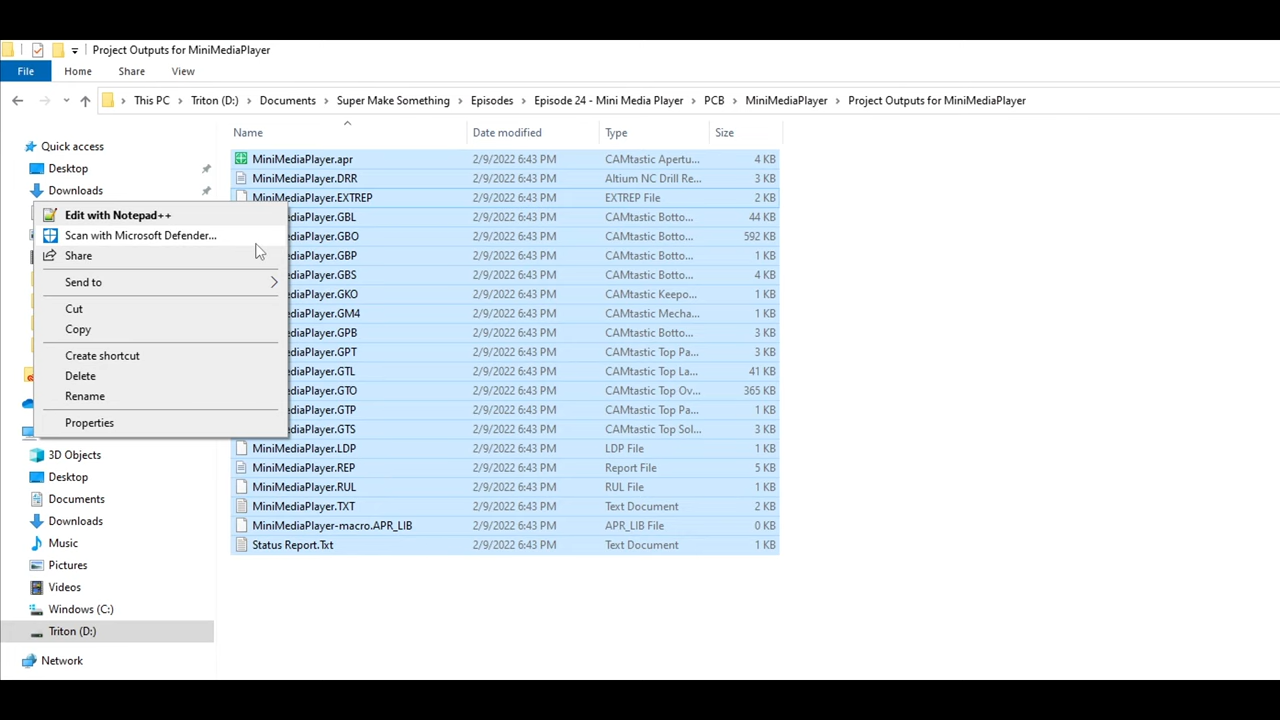 Project Outputs for MiniMediaPlayer
File Home Share View
This PC Triton (D:) Documents Super Make Something Episodes Episode 24 - Mini Media Player PCB MiniMediaPlayer Project Outputs for MiniMediaPlayer
Name Date modified Type Size
Quick access
Desktop
Downloads
Edit with Notepad++
Scan with Microsoft Defender...
Share
Send to
Cut
Copy
Create shortcut
Delete
Rename
Properties
3D Objects
Desktop
Documents
Downloads
Music
Pictures
Videos
Windows (C:)
Triton (D:)
Network
MiniMediaPlayer.apr 2/9/2022 6:43 PM CAMtastic Apertu... 4 KB
MiniMediaPlayer.DRR 2/9/2022 6:43 PM Altium NC Drill Re... 3 KB
MiniMediaPlayer.EXTREP 2/9/2022 6:43 PM EXTREP File 2 KB
ediaPlayer.GBL 2/9/2022 6:43 PM CAMtastic Botto... 44 KB
ediaPlayer.GBO 2/9/2022 6:43 PM CAMtastic Botto... 592 KB
ediaPlayer.GBP 2/9/2022 6:43 PM CAMtastic Botto... 1 KB
ediaPlayer.GBS 2/9/2022 6:43 PM CAMtastic Botto... 4 KB
ediaPlayer.GKO 2/9/2022 6:43 PM CAMtastic Keepo... 1 KB
ediaPlayer.GM4 2/9/2022 6:43 PM CAMtastic Mecha... 1 KB
ediaPlayer.GPB 2/9/2022 6:43 PM CAMtastic Botto... 3 KB
ediaPlayer.GPT 2/9/2022 6:43 PM CAMtastic Top Pa... 3 KB
ediaPlayer.GTL 2/9/2022 6:43 PM CAMtastic Top La... 41 KB
ediaPlayer.GTO 2/9/2022 6:43 PM CAMtastic Top Ov... 365 KB
ediaPlayer.GTP 2/9/2022 6:43 PM CAMtastic Top Pa... 1 KB
ediaPlayer.GTS 2/9/2022 6:43 PM CAMtastic Top Sol... 3 KB
MiniMediaPlayer.LDP 2/9/2022 6:43 PM LDP File 1 KB
MiniMediaPlayer.REP 2/9/2022 6:43 PM Report File 5 KB
MiniMediaPlayer.RUL 2/9/2022 6:43 PM RUL File 1 KB
MiniMediaPlayer.TXT 2/9/2022 6:43 PM Text Document 2 KB
MiniMediaPlayer-macro.APR_LIB 2/9/2022 6:43 PM APR_LIB File 0 KB
Status Report.Txt 2/9/2022 6:43 PM Text Document 1 KB